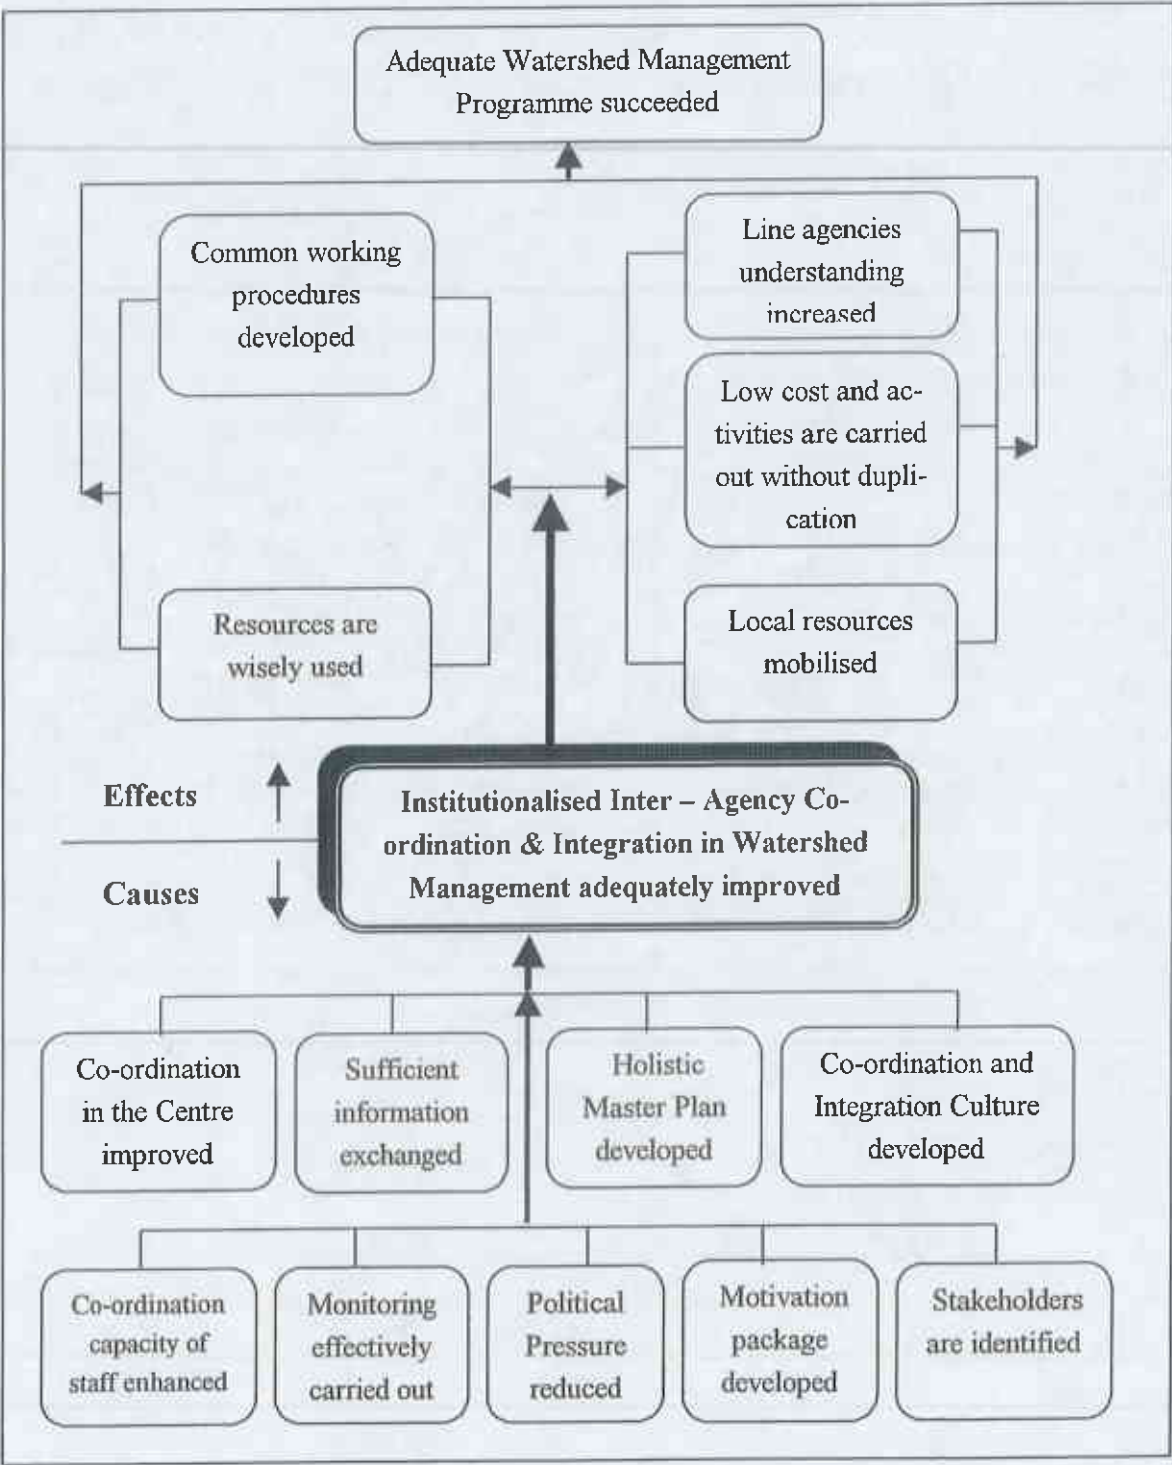 Adequate Watershed Management
Programme succeeded
Common working
procedures
developed
Line agencies
understanding
increased
Low cost and ac-
tivities are carried
out without dupli-
cation
Resources are
wisely used
Local resources
mobilised
Effects
Causes
Institutionalised Inter – Agency Co-
ordination & Integration in Watershed
Management adequately improved
Co-ordination
in the Centre
improved
Sufficient
information
exchanged
Holistic
Master Plan
developed
Co-ordination and
Integration Culture
developed
Co-ordination
capacity of
staff enhanced
Monitoring
effectively
carried out
Political
Pressure
reduced
Motivation
package
developed
Stakeholders
are identified